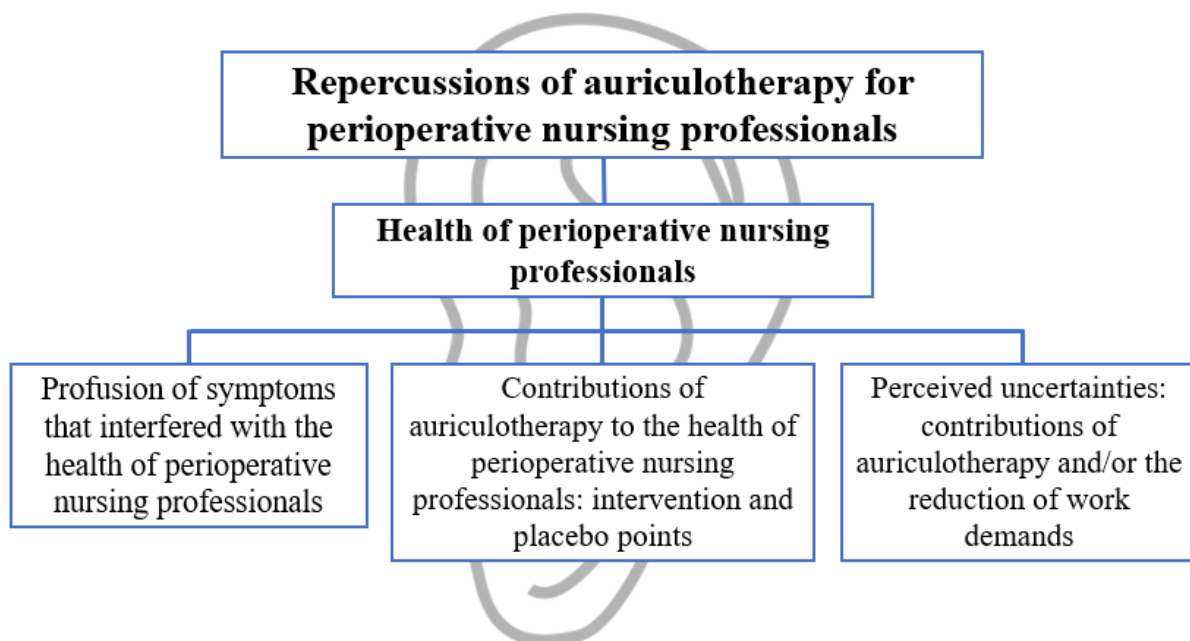 Repercussions of auriculotherapy for
perioperative nursing professionals
Health of perioperative nursing
professionals
Profusion of symptoms
that interfered with the
health of perioperative
nursing professionals
Contributions of
auriculotherapy to the health of
perioperative nursing
professionals: intervention and
placebo points
Perceived uncertainties:
contributions of
auriculotherapy and/or the
reduction of work
demands